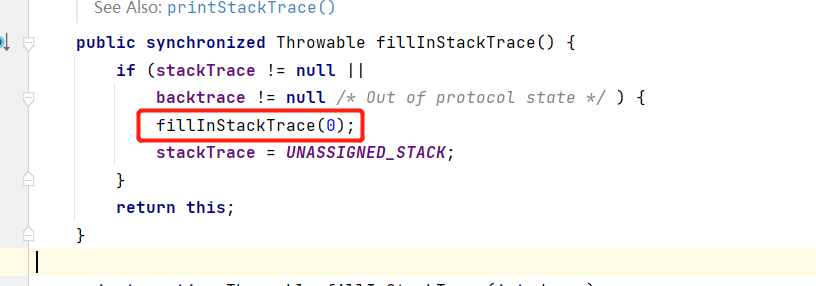 See Also: printStackTrace()
public synchronized Throwable fillInStackTrace() {
if (stackTrace != null ||
backtrace != null /* Out of protocol state */ ) {
fillInStackTrace(0);
stackTrace = UNASSIGNED_STACK;
}
return this;
}